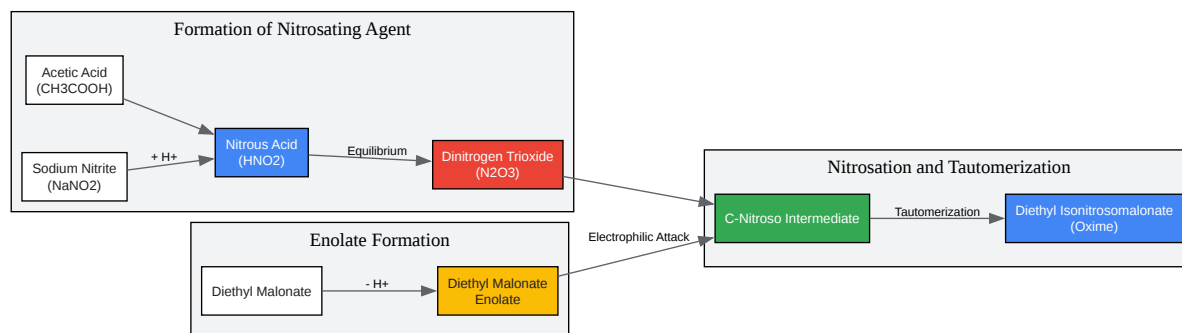 Formation of Nitrosating Agent
Acetic Acid
(CH3COOH)
Sodium Nitrite
(NaNO2)
+ H+
Nitrous Acid
(HNO2)
Equilibrium
Dinitrogen Trioxide
(N2O3)
Enolate Formation
Diethyl Malonate
- H+
Diethyl Malonate
Enolate
Electrophilic Attack
Nitrosation and Tautomerization
C-Nitroso Intermediate
Tautomerization
Diethyl Isonitrosomalonate
(Oxime)